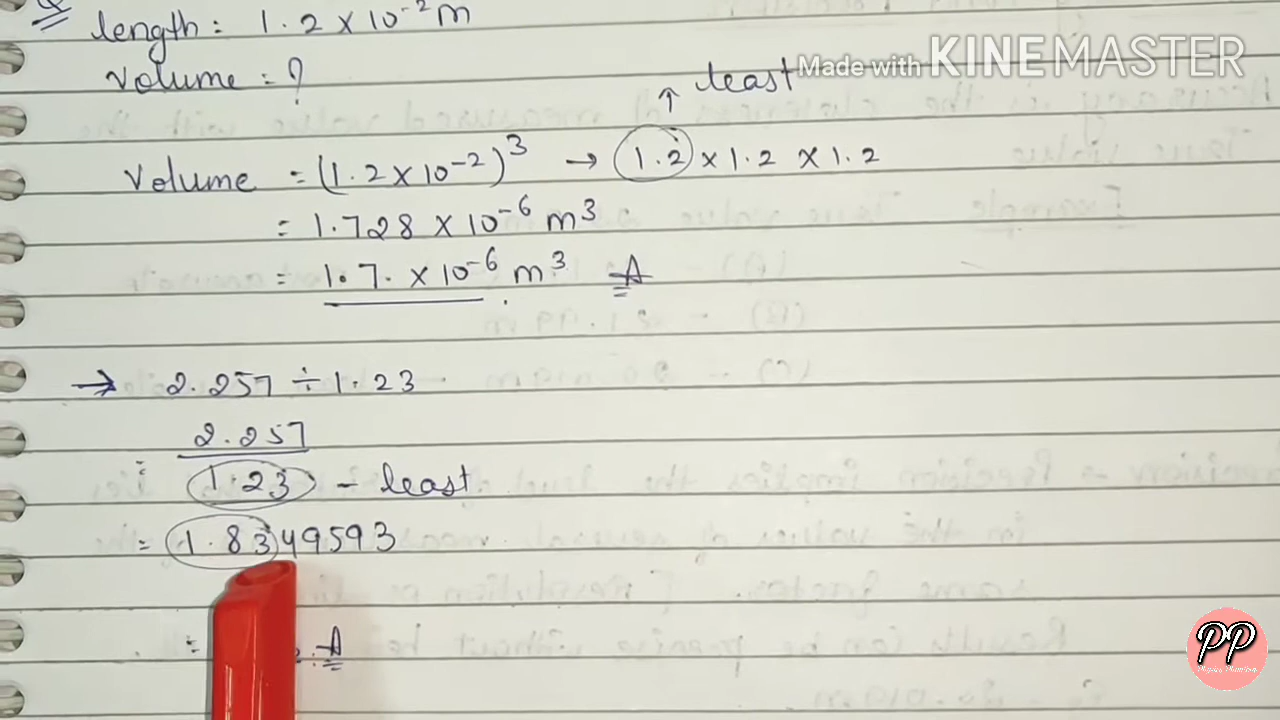 length: 1.2 × 10⁻² m
Made with KINEMASTER
Volume = ?
↑ least
Volume = (1.2 × 10⁻²)³ → 1.2 × 1.2 × 1.2
= 1.728 × 10⁻⁶ m³
= 1.7 × 10⁻⁶ m³ A
→ 2.257 ÷ 1.23
= 2.257
1.23 - least
= 1.8349593
= A
PP